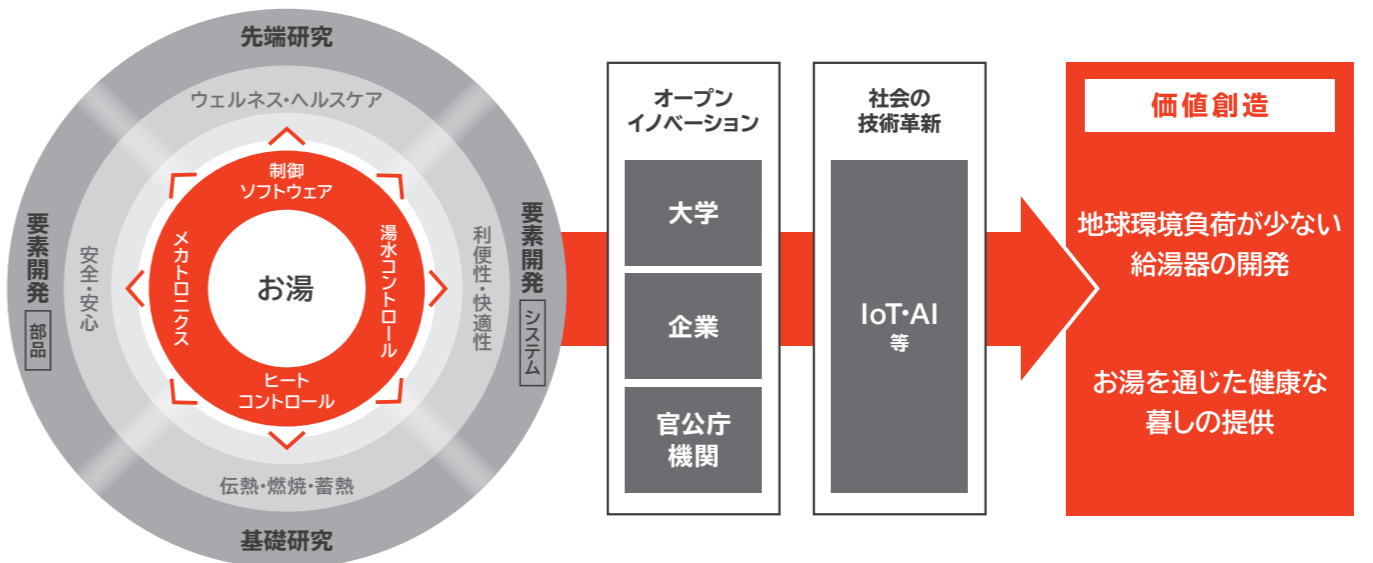 先端研究
ウェルネス・ヘルスケア
制御
ソフトウェア
要素開発
部品
安全・安心
メカトロニクス
お湯
湯水コントロール
利便性・快適性
要素開発
システム
ヒート
コントロール
伝熱・燃焼・蓄熱
基礎研究
オープン
イノベーション
大学
企業
官公庁
機関
社会の
技術革新
IoT・AI
等
価値創造
地球環境負荷が少ない
給湯器の開発
お湯を通じた健康な
暮しの提供